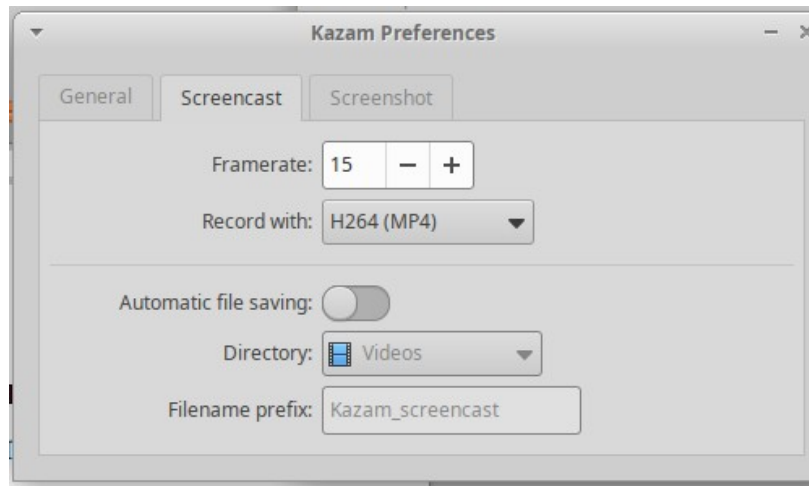 Kazam Preferences
General Screencast Screenshot
Framerate: 15
Record with: H264 (MP4)
Automatic file saving:
Directory: Videos
Filename prefix: Kazam_screencast